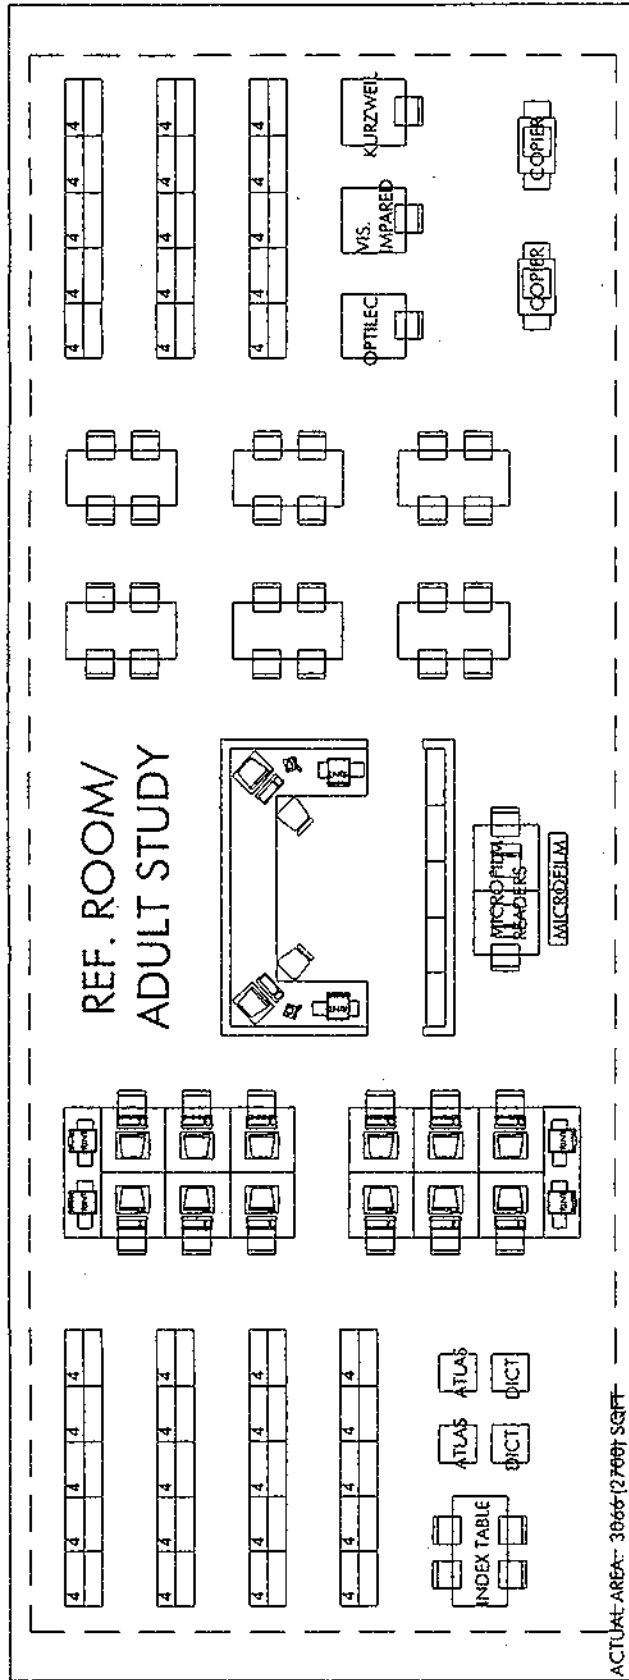 4 4 4 4 4
4 4 4 4 4
REF. ROOM/
ADULT STUDY
4 4 4 4 4
4 4 4 4 4
4 4 4 4 4
4 4 4 4 4
4 4 4 4 4
OPTILEC
VIS.
IMPARED
KURZWEIL
ATLAS
ATLAS
INDEX TABLE
DICT
DICT
MICROFILM
READERS
COPIER
COPIER
MICROFILM
ACTUAL AREA: 3066 (2700) SQFT